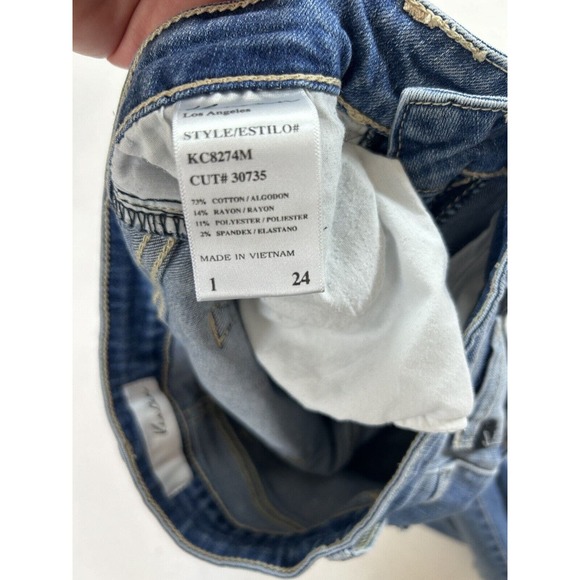 Los Angeles
STYLE/ESTILO#
KC8274M
CUT# 30735
73% COTTON / ALGODON
14% RAYON / RAYON
11% POLYESTER / POLIESTER
2% SPANDEX / ELASTANO
MADE IN VIETNAM
1 24